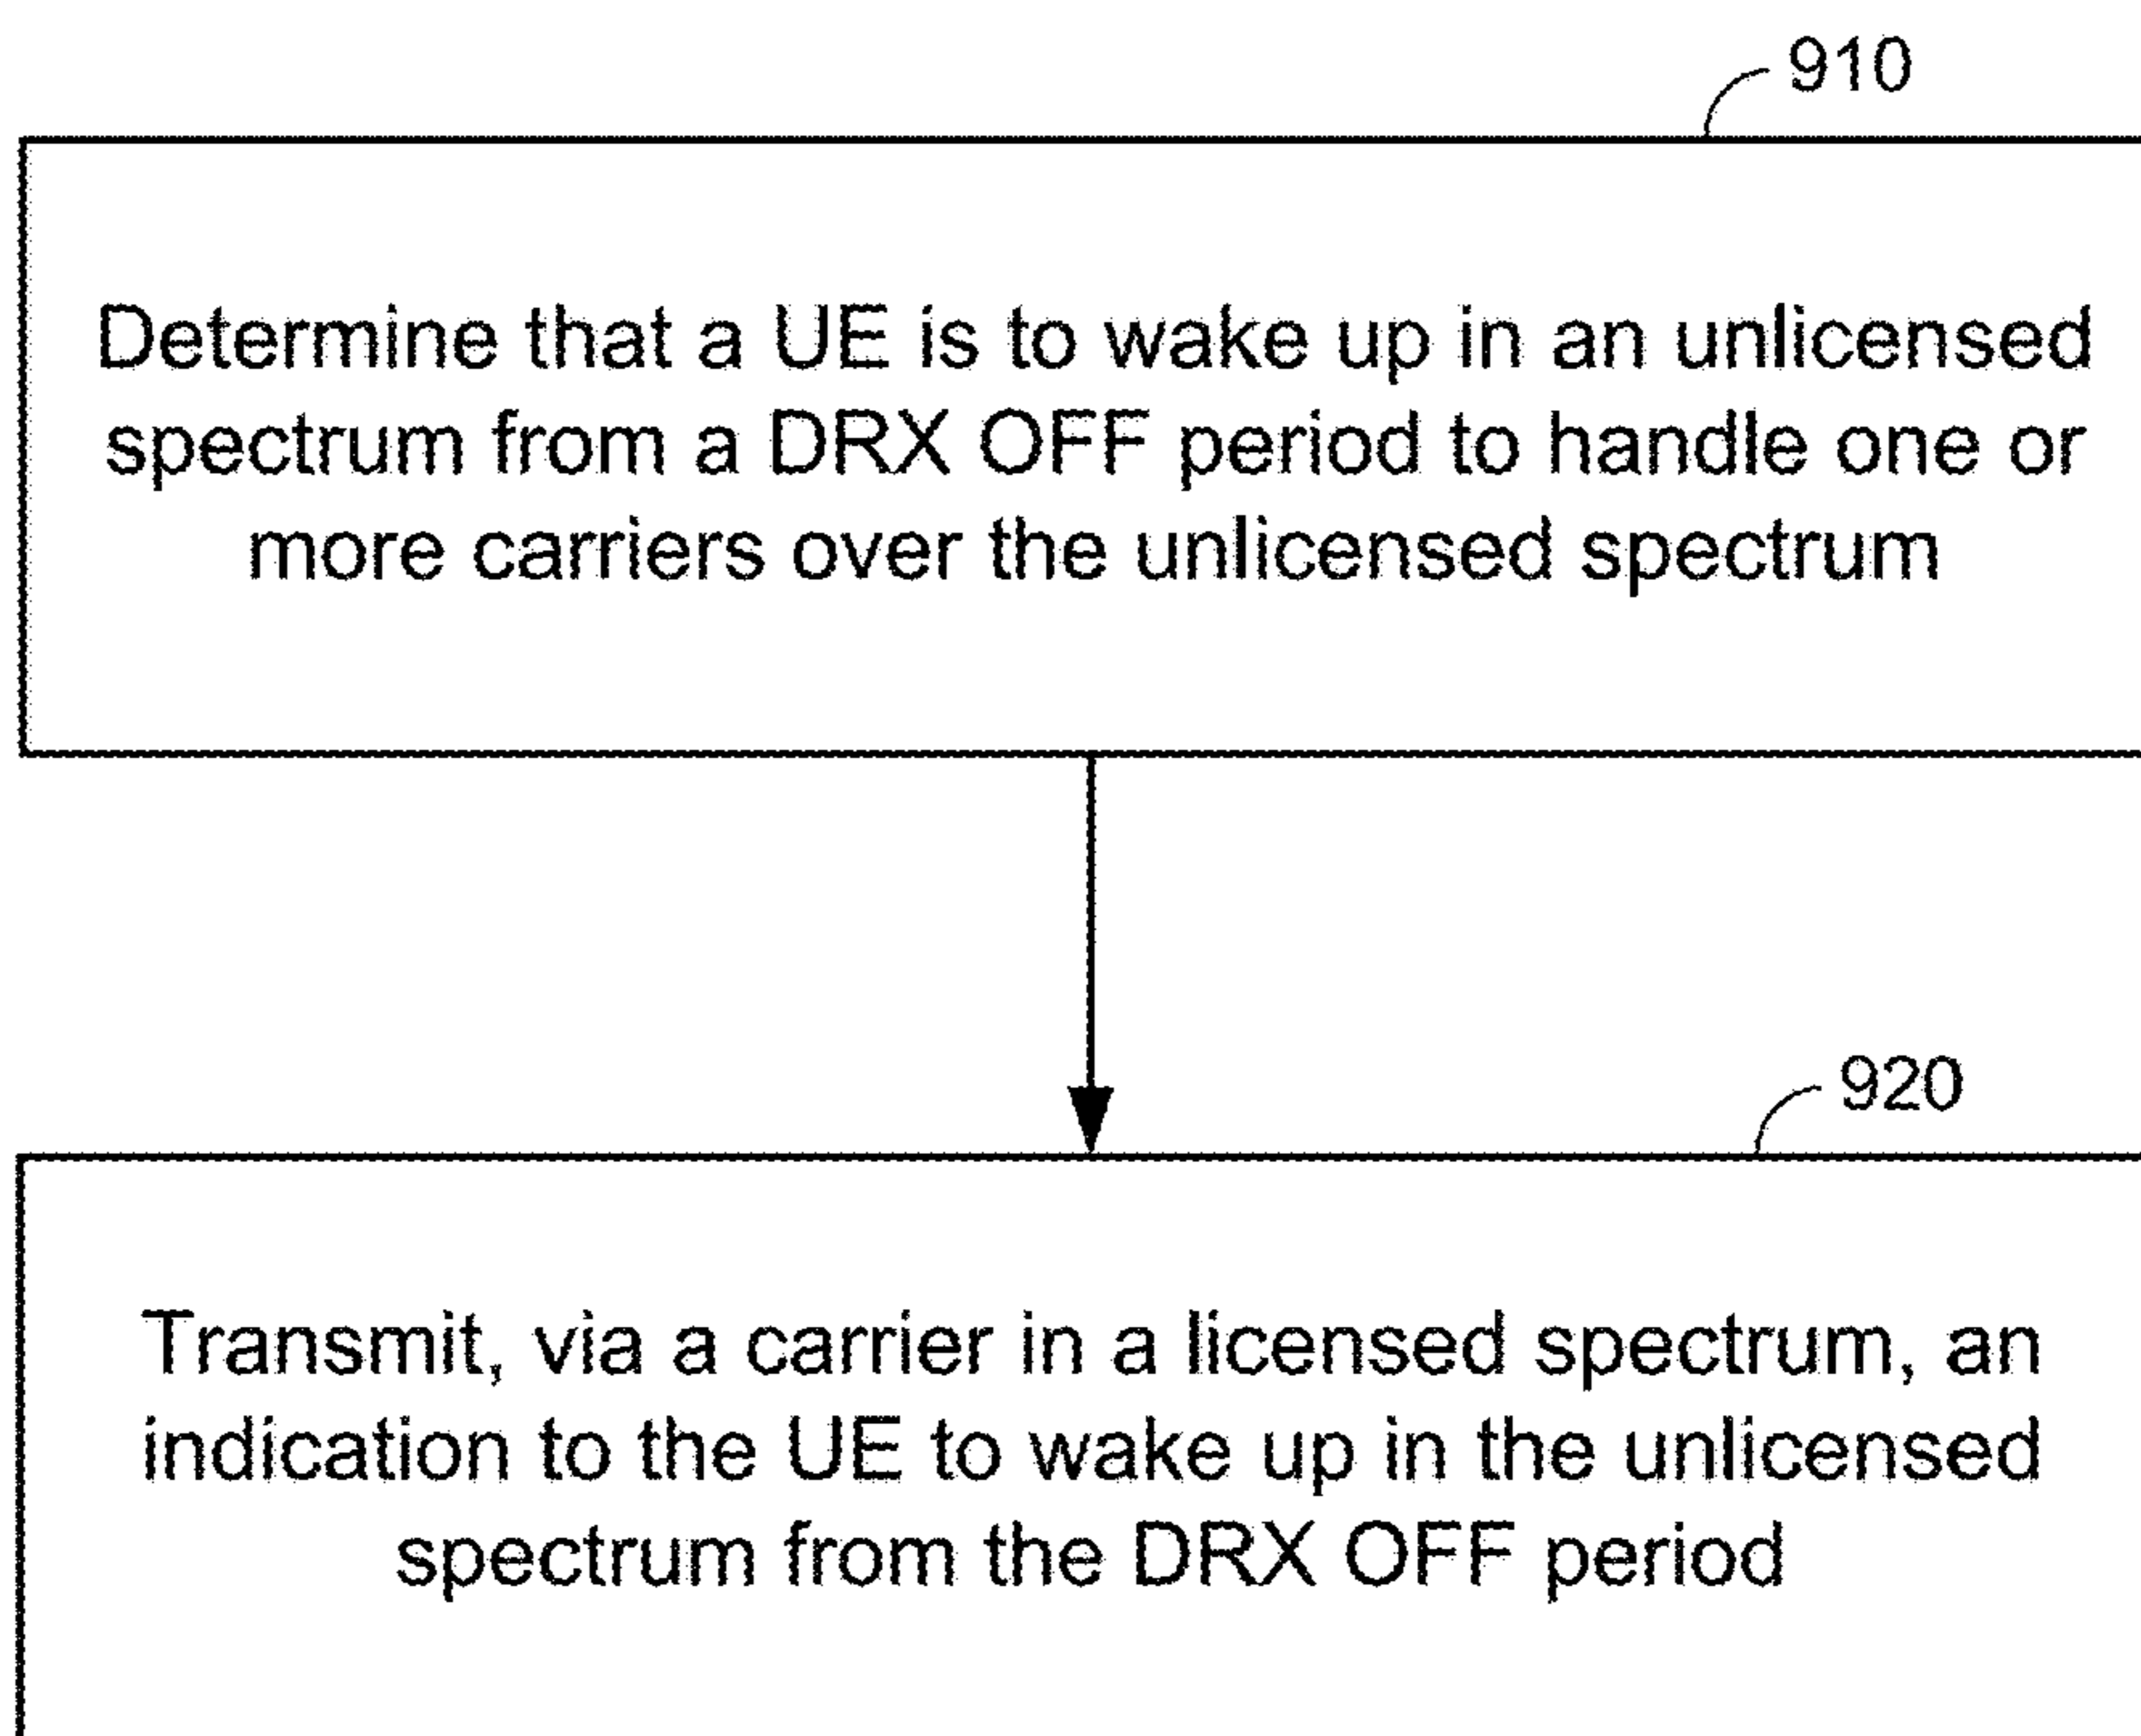 910
Determine that a UE is to wake up in an unlicensed
spectrum from a DRX OFF period to handle one or
more carriers over the unlicensed spectrum
920
Transmit, via a carrier in a licensed spectrum, an
indication to the UE to wake up in the unlicensed
spectrum from the DRX OFF period